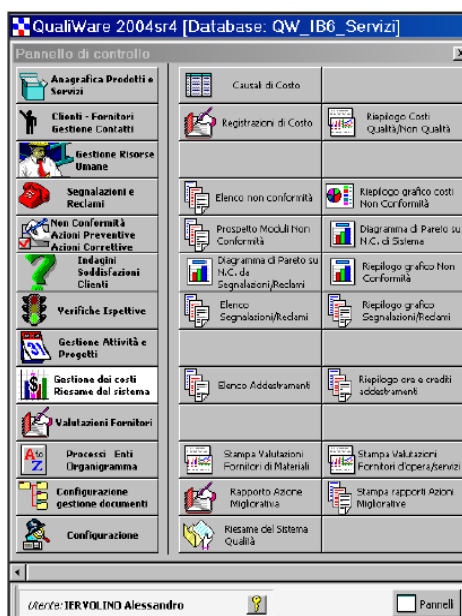 QualiWare 2004sr4 [Database: QW_IB6_Servizi]
Pannello di controllo
Anagrafica Prodotti e
Servizi
Clienti - Fornitori
Gestione Contatti
Gestione Risorse
Umane
Segnalazioni e
Reclami
Non Conformità
Azioni Preventive
Azioni Correttive
Indagini
Soddisfazioni
Clienti
Verifiche Ispettive
Gestione Attività e
Progetti
Gestione dei costi
Riesame del sistema
Valutazioni Fornitori
Processi Enti
Organigramma
Configurazione
gestione documenti
Configurazione
Causali di Costo
Registrazioni di Costo
Riepilogo Costi
Qualità/Non Qualità
Elenco non conformità
Riepilogo grafico costi
Non Conformità
Prospetto Moduli Non
Conformità
Diagramma di Pareto su
N.C. di Sistema
Diagramma di Pareto su
N.C. da
Segnalazioni/Reclami
Riepilogo grafico Non
Conformità
Elenco
Segnalazioni/Reclami
Riepilogo grafico
Segnalazioni/Reclami
Elenco Addestramenti
Riepilogo ore e crediti
addestramenti
Stampa Valutazioni
Fornitori di Materiali
Stampa Valutazioni
Fornitori d'opera/servizi
Rapporto Azione
Migliorativa
Stampa rapporti Azioni
Migliorative
Riesame del Sistema
Qualità
Utente: IERVOLINO Alessandro
Pannell